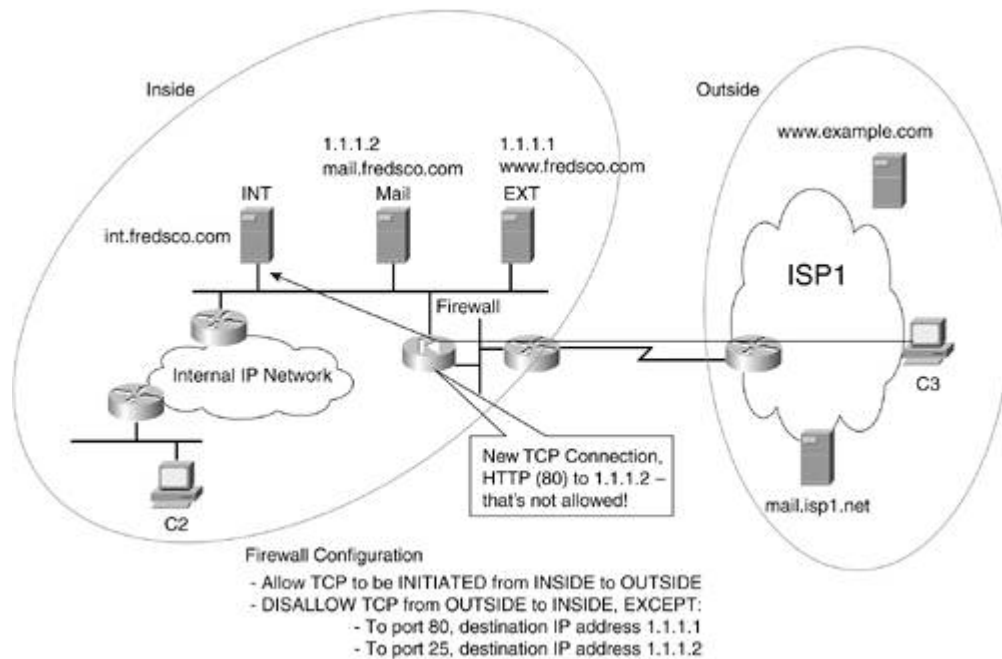 Inside
Outside
www.example.com
1.1.1.2
mail.fredsco.com
1.1.1.1
www.fredsco.com
INT
Mail
EXT
int.fredsco.com
ISP1
Firewall
Internal IP Network
C3
New TCP Connection,
HTTP (80) to 1.1.1.2 –
that's not allowed!
mail.isp1.net
C2
Firewall Configuration
- Allow TCP to be INITIATED from INSIDE to OUTSIDE
- DISALLOW TCP from OUTSIDE to INSIDE, EXCEPT:
- To port 80, destination IP address 1.1.1.1
- To port 25, destination IP address 1.1.1.2